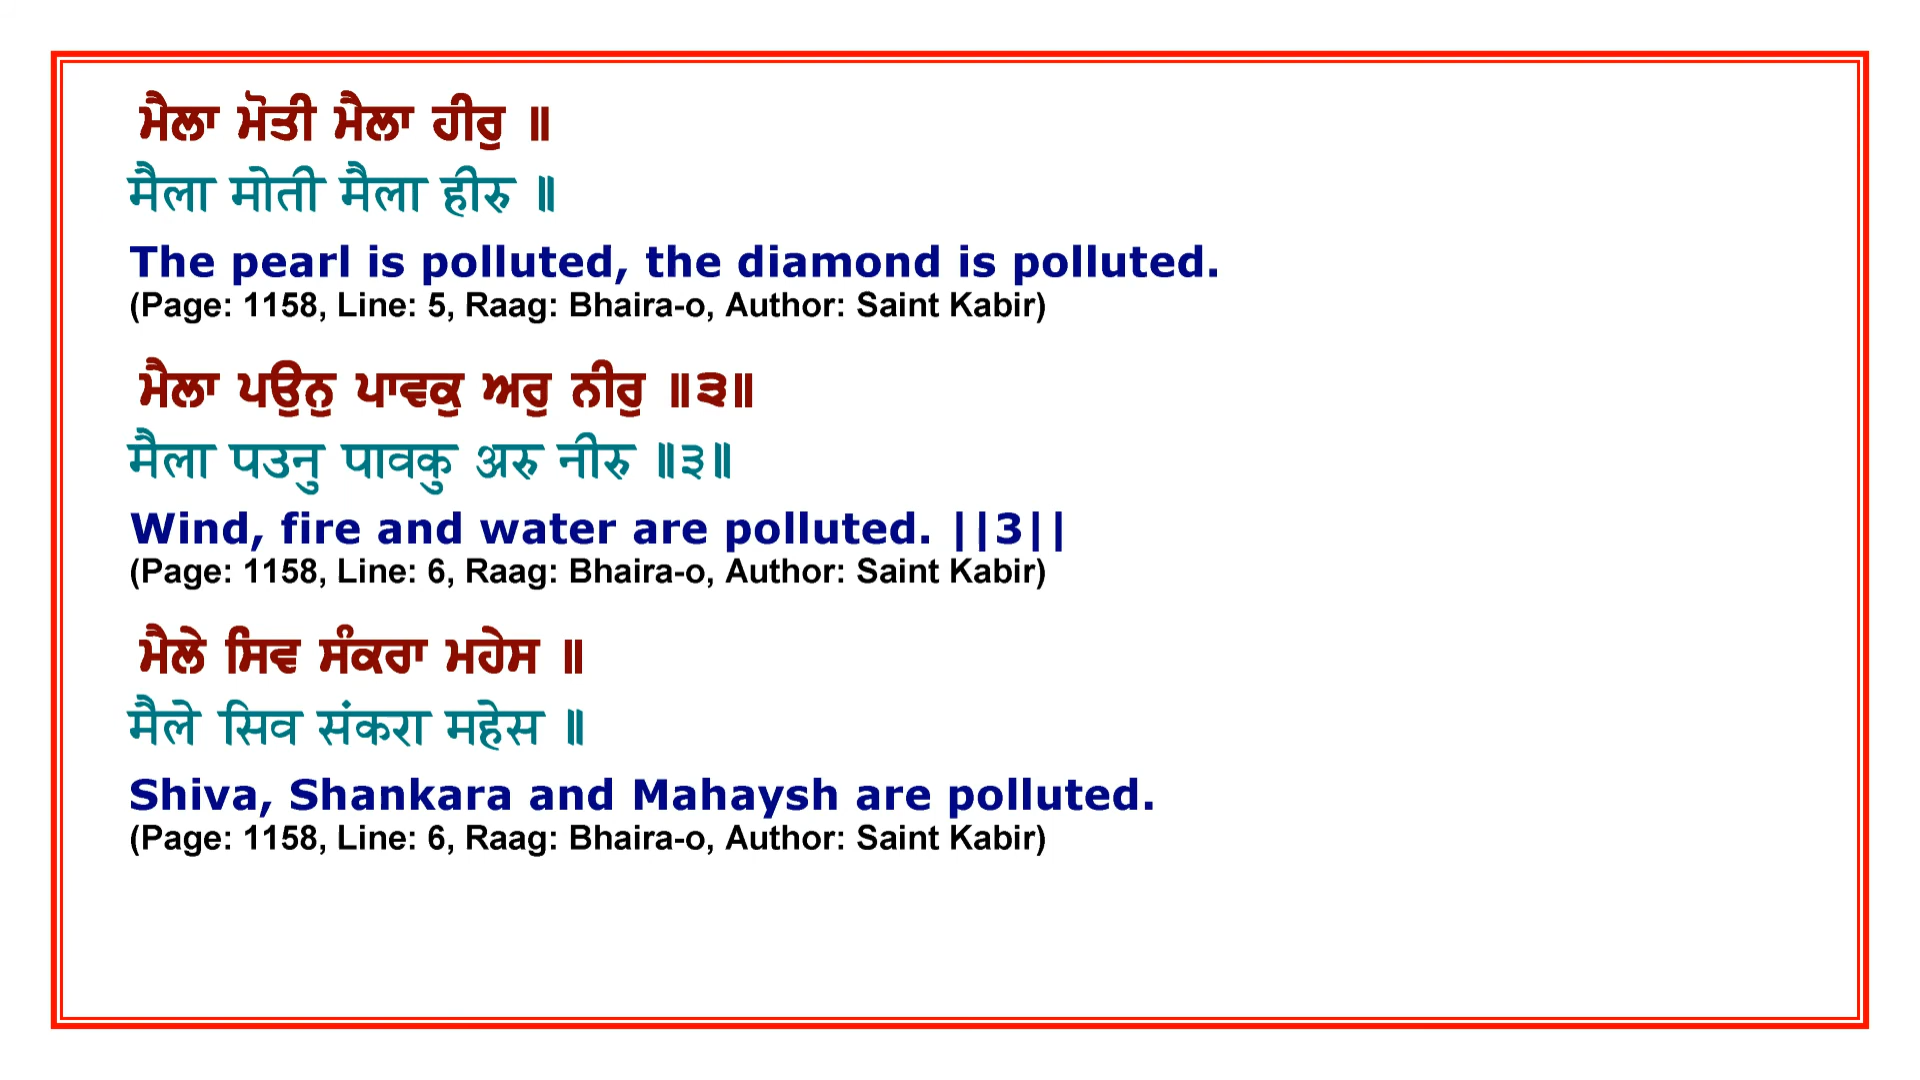 ਮੈਲਾ ਮੋਤੀ ਮੈਲਾ ਹੀਰੁ ॥
मैला मोती मैला हीरु ॥
The pearl is polluted, the diamond is polluted.
(Page: 1158, Line: 5, Raag: Bhaira-o, Author: Saint Kabir)
ਮੈਲਾ ਪਉਨੁ ਪਾਵਕੁ ਅਰੁ ਨੀਰੁ ॥੩॥
मैला पउनु पावकु अरु नीरु ॥३॥
Wind, fire and water are polluted. ||3||
(Page: 1158, Line: 6, Raag: Bhaira-o, Author: Saint Kabir)
ਮੈਲੇ ਸਿਵ ਸੰਕਰਾ ਮਹੇਸ ॥
मैले सिव संकरा महेस ॥
Shiva, Shankara and Mahaysh are polluted.
(Page: 1158, Line: 6, Raag: Bhaira-o, Author: Saint Kabir)